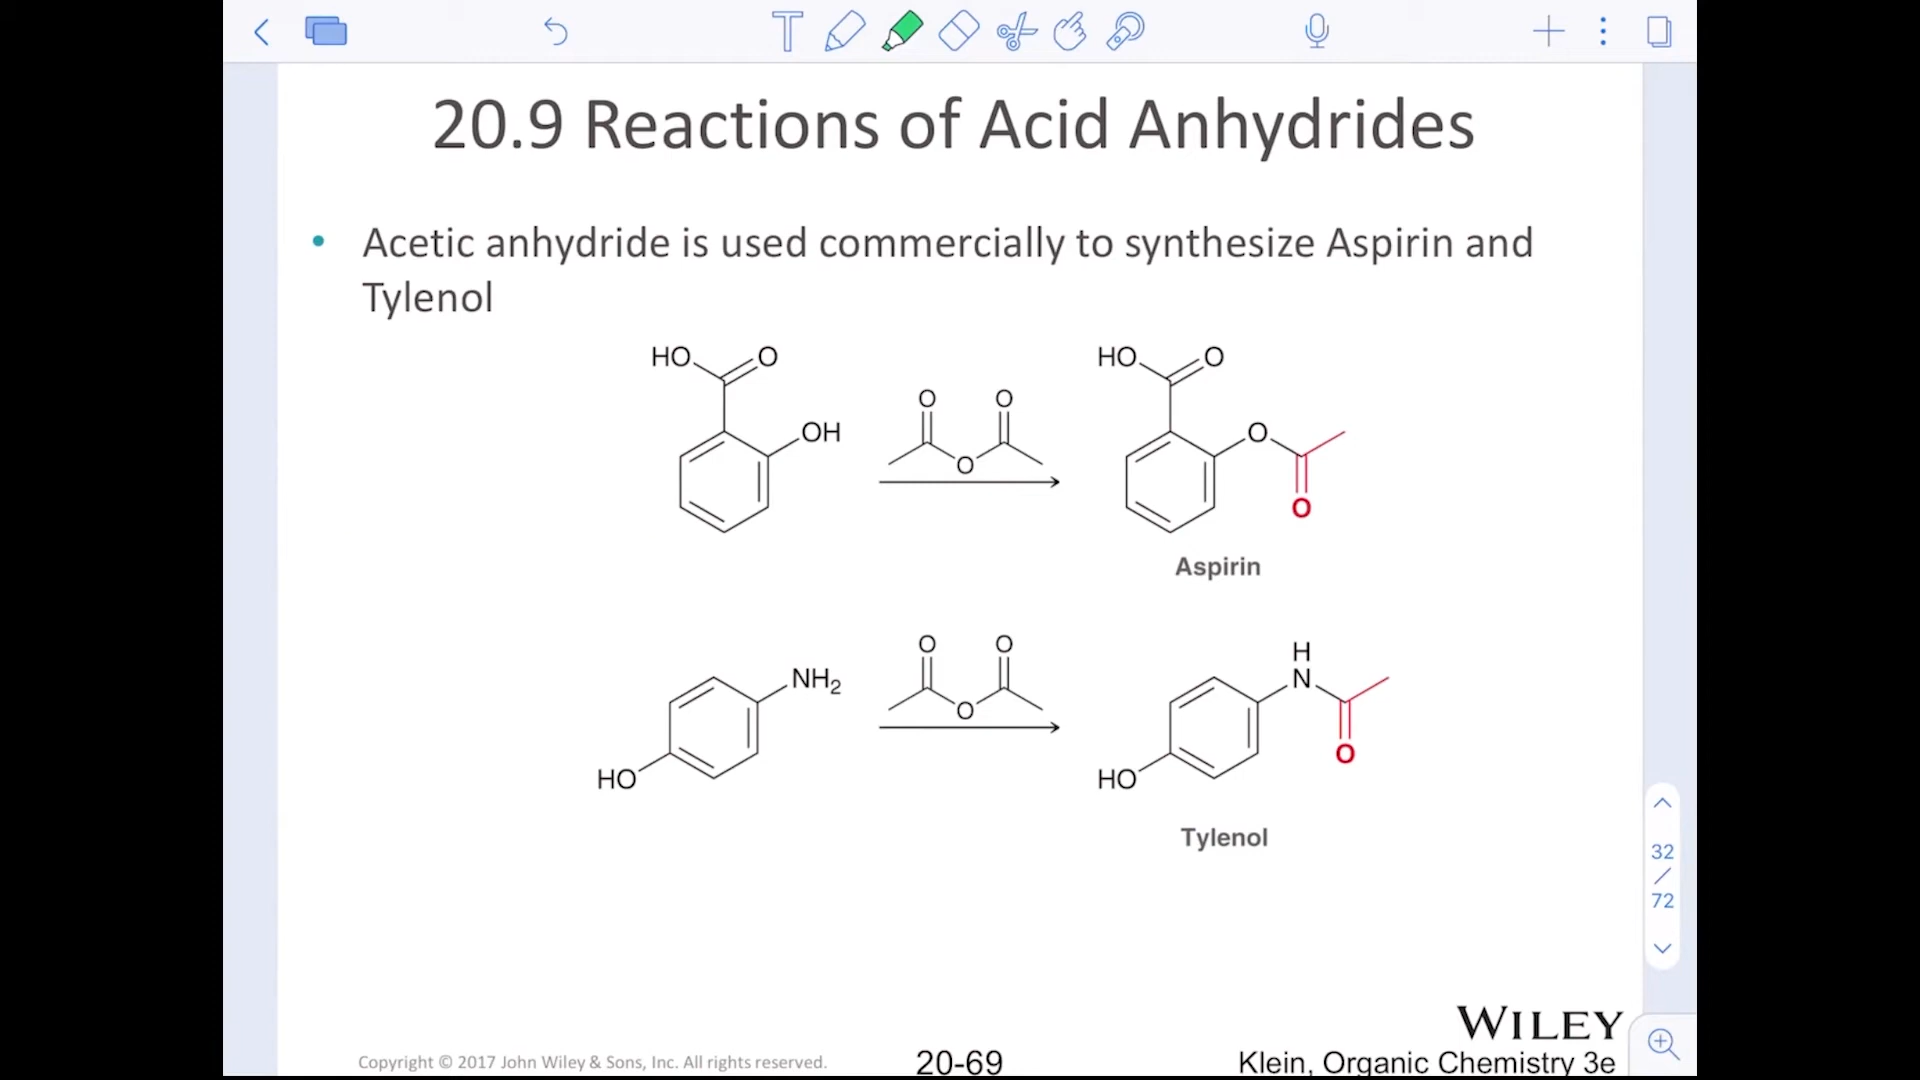 20.9 Reactions of Acid Anhydrides
• Acetic anhydride is used commercially to synthesize Aspirin and
Tylenol
HO O
OH
O O
O
HO O
O
O
Aspirin
NH2
HO
O O
O
H
N
O
HO
Tylenol
32
/
72
WILEY
Copyright © 2017 John Wiley & Sons, Inc. All rights reserved.
20-69
Klein, Organic Chemistry 3e